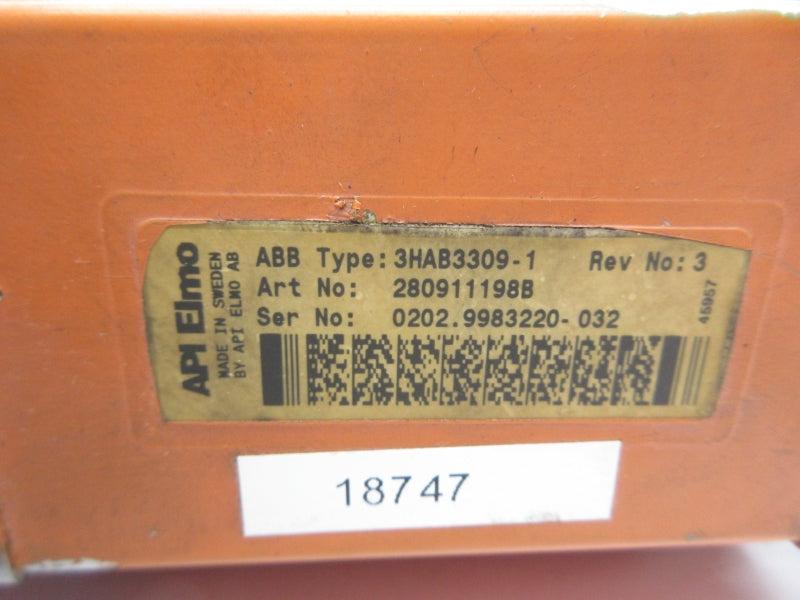 API Elmo
MADE IN SWEDEN
BY API ELMO AB
ABB Type: 3HAB3309-1 Rev No: 3
Art No: 280911198B
Ser No: 0202.9983220-032
45957
18747